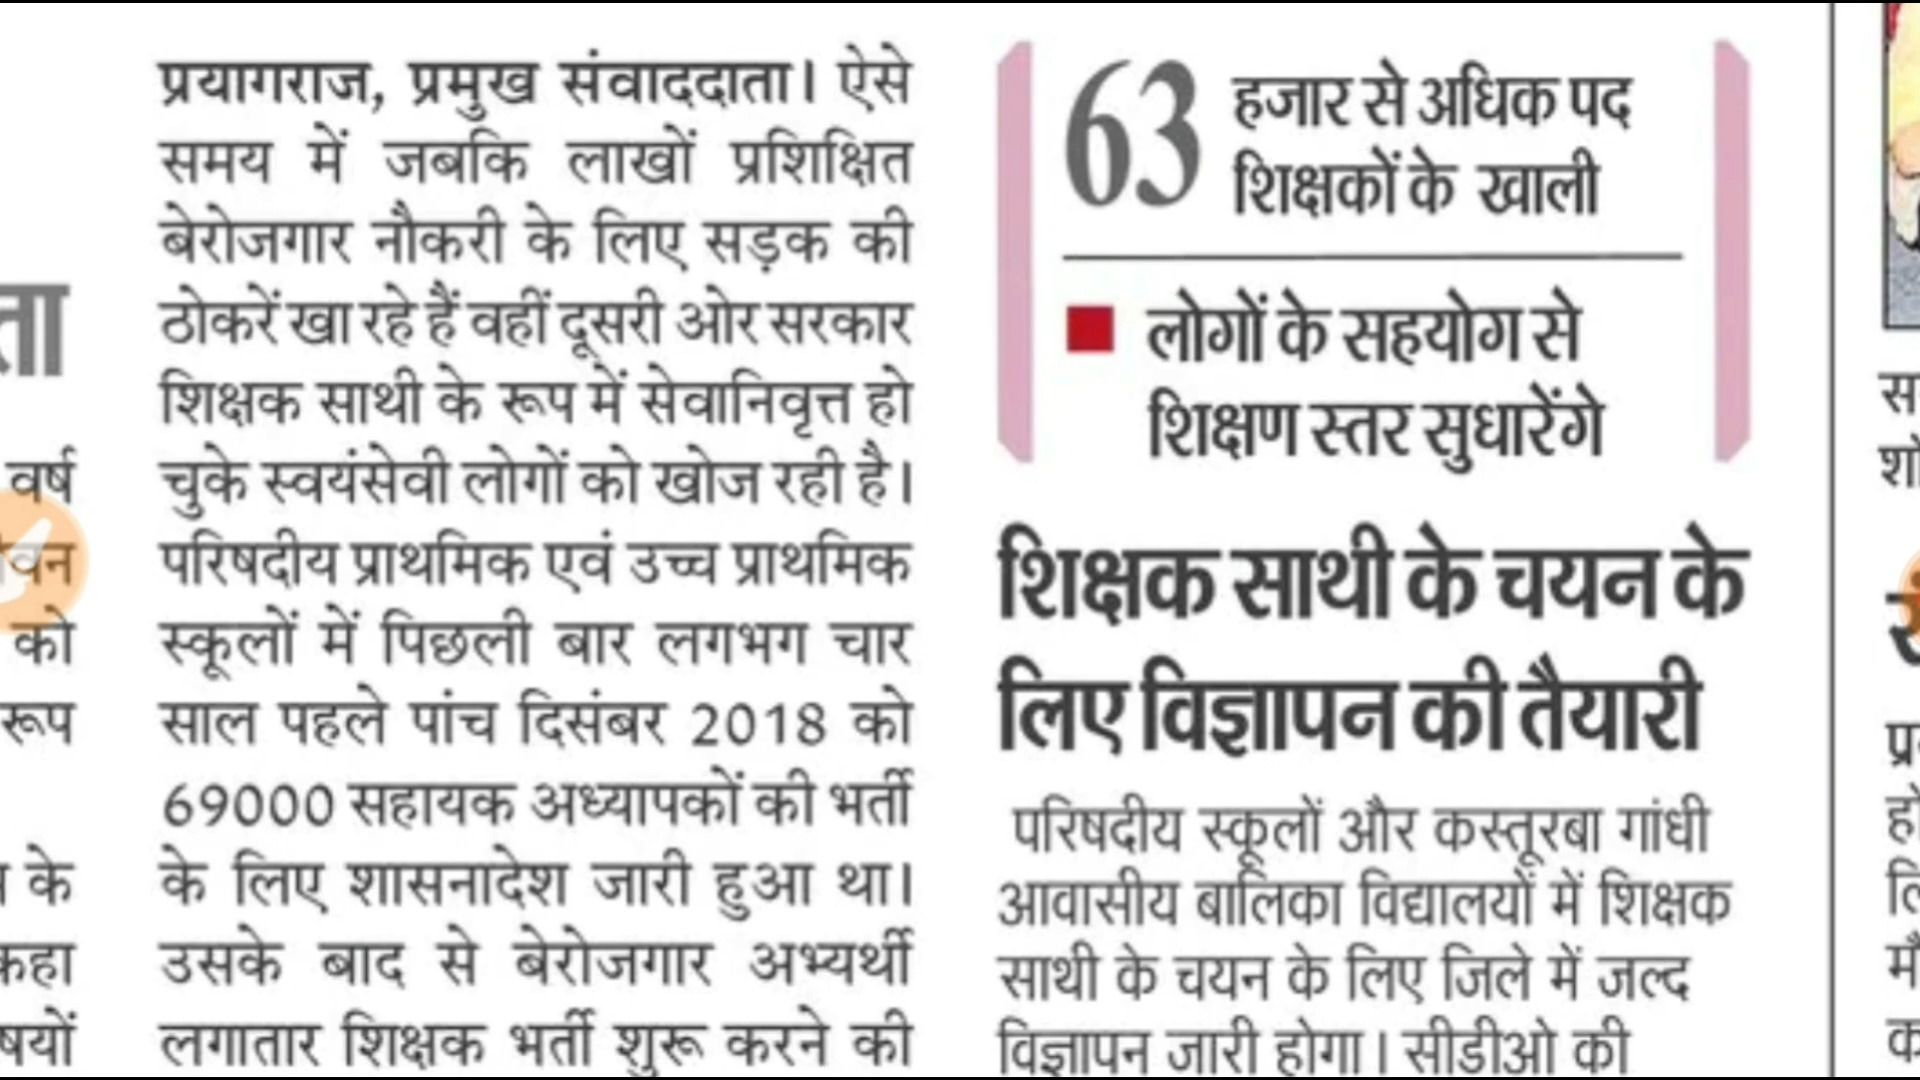 ता
वर्ष
को
रूप
के
कहा
षयों
प्रयागराज, प्रमुख संवाददाता। ऐसे
समय में जबकि लाखों प्रशिक्षित
बेरोजगार नौकरी के लिए सड़क की
ठोकरें खा रहे हैं वहीं दूसरी ओर सरकार
शिक्षक साथी के रूप में सेवानिवृत्त हो
चुके स्वयंसेवी लोगों को खोज रही है।
परिषदीय प्राथमिक एवं उच्च प्राथमिक
स्कूलों में पिछली बार लगभग चार
साल पहले पांच दिसंबर 2018 को
69000 सहायक अध्यापकों की भर्ती
के लिए शासनादेश जारी हुआ था।
उसके बाद से बेरोजगार अभ्यर्थी
लगातार शिक्षक भर्ती शुरू करने की
63 हजार से अधिक पद
शिक्षकों के खाली
लोगों के सहयोग से
शिक्षण स्तर सुधारेंगे
शिक्षक साथी के चयन के
लिए विज्ञापन की तैयारी
परिषदीय स्कूलों और कस्तूरबा गांधी
आवासीय बालिका विद्यालयों में शिक्षक
साथी के चयन के लिए जिले में जल्द
विज्ञापन जारी होगा। सीडीओ की